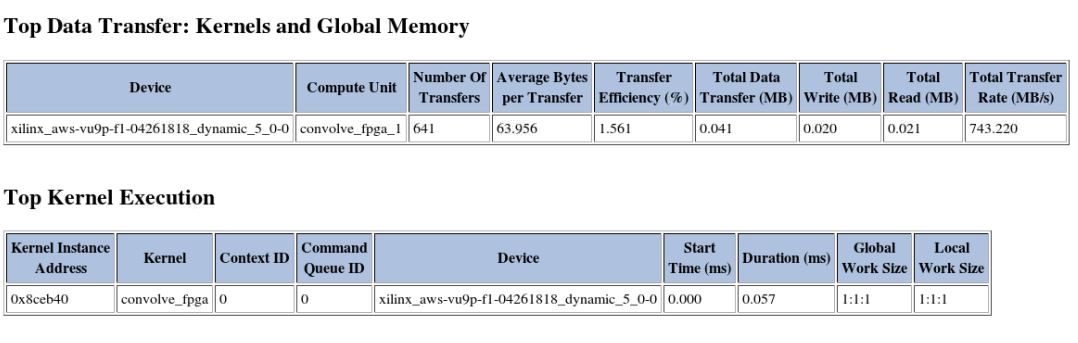 Top Data Transfer: Kernels and Global Memory
Device Compute Unit Number Of Transfers Average Bytes per Transfer Transfer Efficiency (%) Total Data Transfer (MB) Total Write (MB) Total Read (MB) Total Transfer Rate (MB/s)
xilinx_aws-vu9p-f1-04261818_dynamic_5_0-0 convolve_fpga_1 641 63.956 1.561 0.041 0.020 0.021 743.220
Top Kernel Execution
Kernel Instance Address Kernel Context ID Command Queue ID Device Start Time (ms) Duration (ms) Global Work Size Local Work Size
0x8ceb40 convolve_fpga 0 0 xilinx_aws-vu9p-f1-04261818_dynamic_5_0-0 0.000 0.057 1:1:1 1:1:1